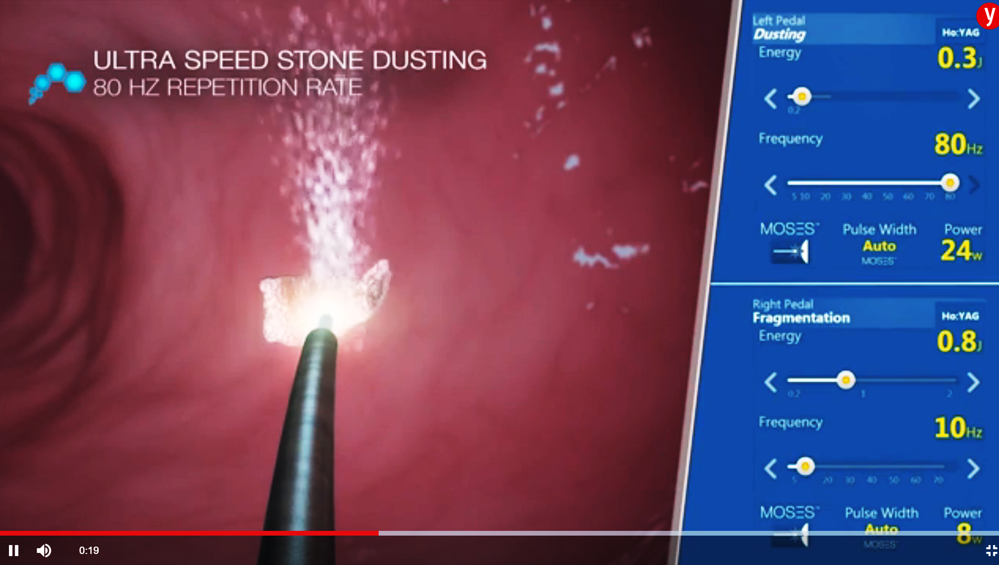 ULTRA SPEED STONE DUSTING
80 HZ REPETITION RATE
y
Left Pedal
Dusting
Ho:YAG
Energy
0.3J
0.2
Frequency
80Hz
5 10 20 30 40 50 60 70 80
MOSES™ Pulse Width Power
Auto
24W
MOSES™
Right Pedal
Fragmentation
Ho:YAG
Energy
0.8J
0.2 1 2
Frequency
10Hz
5 20 30 40 50 60 70
MOSES™ Pulse Width Power
Auto
8W
MOSES™
0:19